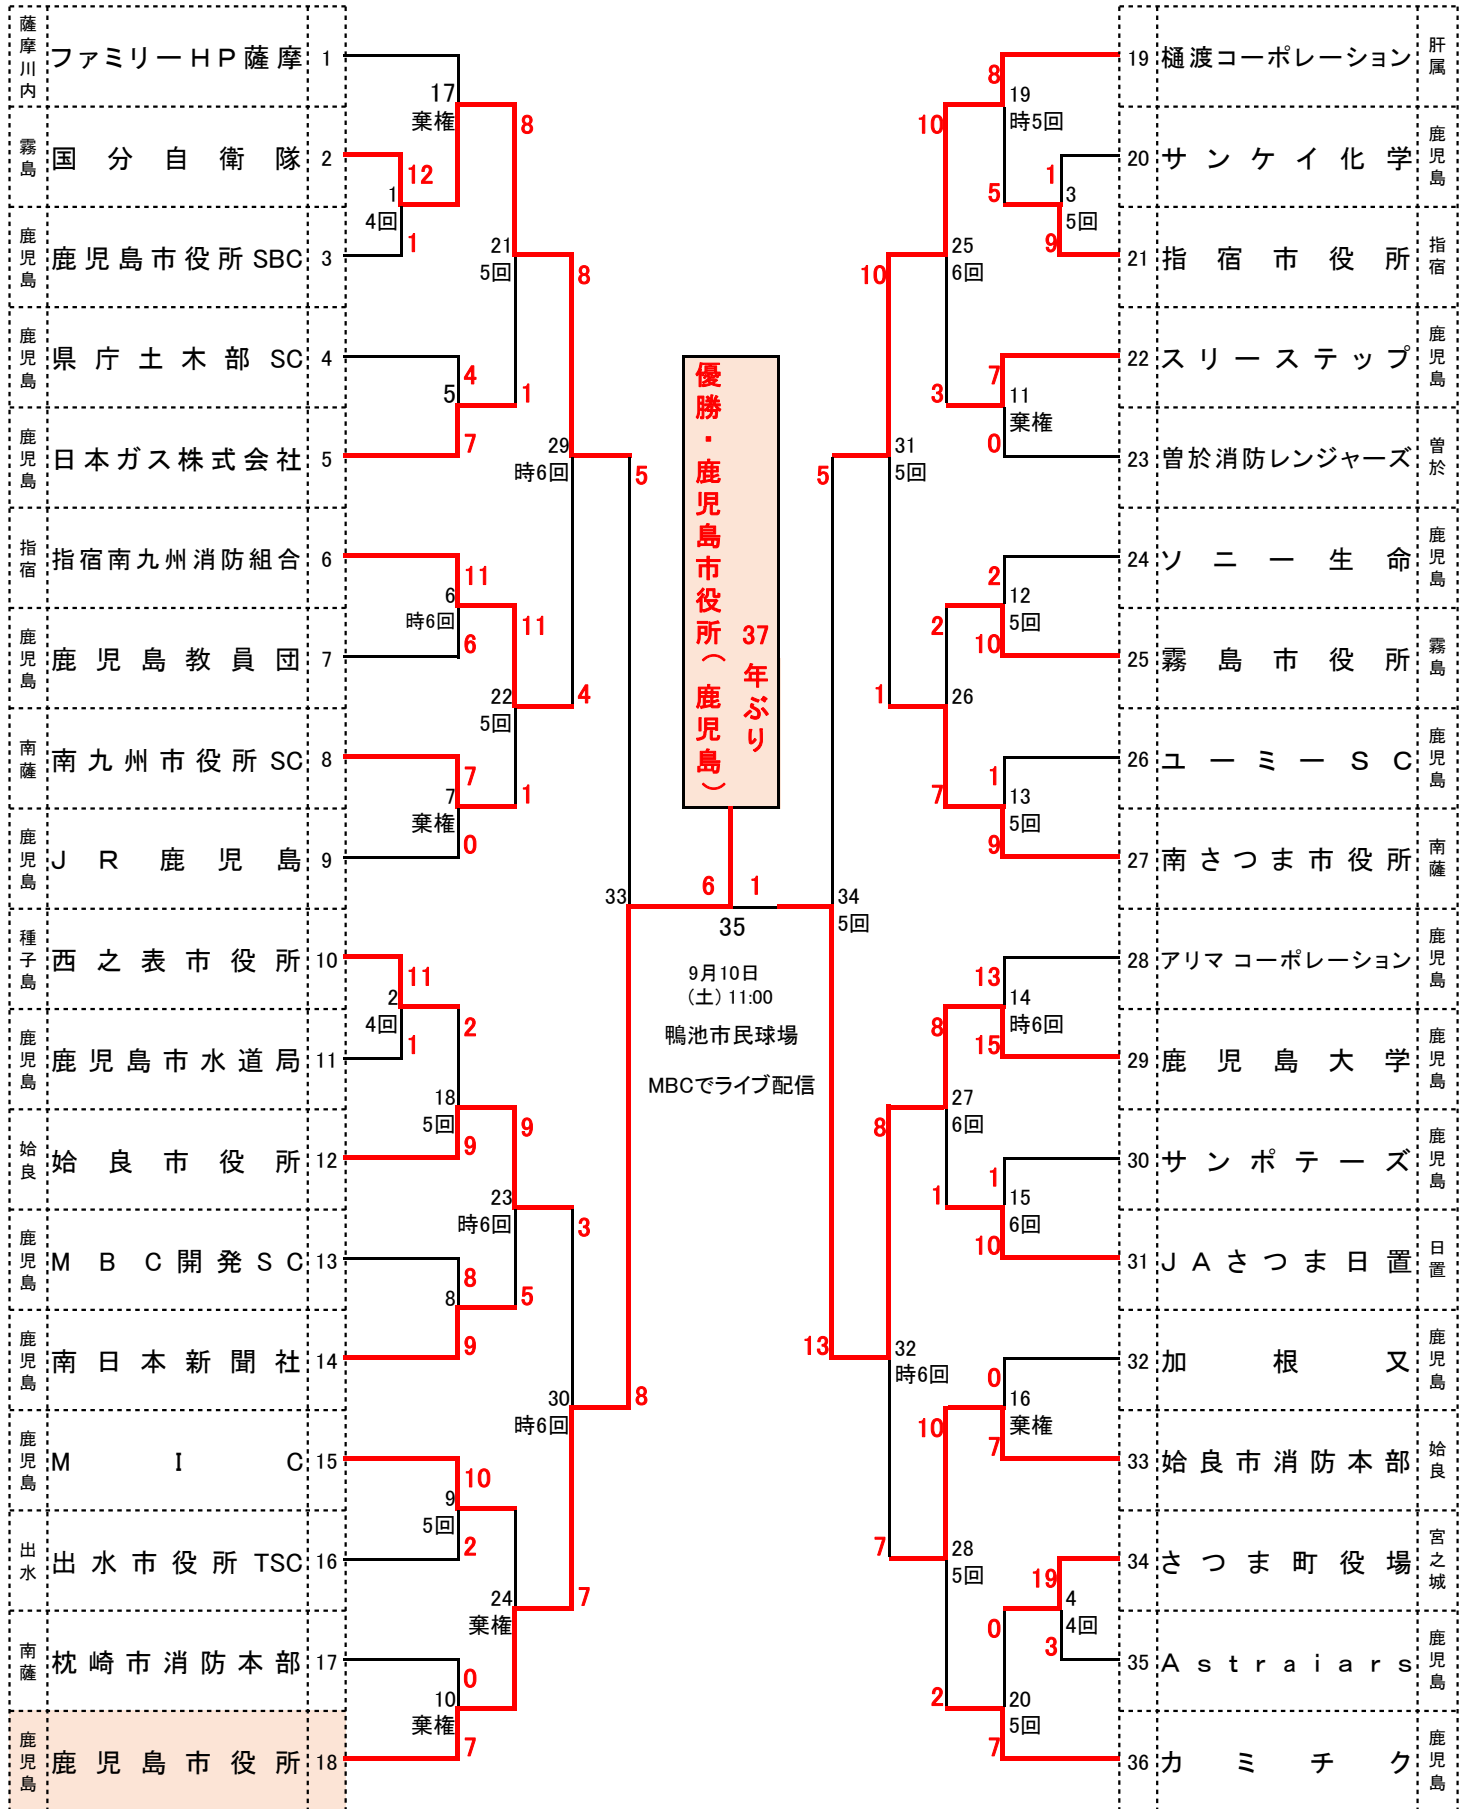 薩摩川内 ファミリーHP薩摩 1
霧島 国分自衛隊 2
鹿児島 鹿児島市役所SBC 3
鹿児島 県庁土木部SC 4
鹿児島 日本ガス株式会社 5
指宿 指宿南九州消防組合 6
鹿児島 鹿児島教員団 7
南薩 南九州市役所SC 8
鹿児島 JR鹿児島 9
種子島 西之表市役所 10
鹿児島 鹿児島市水道局 11
姶良 姶良市役所 12
鹿児島 MBC開発SC 13
鹿児島 南日本新聞社 14
鹿児島 MIC 15
出水 出水市役所TSC 16
南薩 枕崎市消防本部 17
鹿児島 鹿児島市役所 18
17
棄権
12
1
4回
1
8
21
5回
4
5
7
1
8
29
時6回
11
6
時6回
6
11
22
5回
7
7
棄権
0
1
4
5
33
11
2
4回
1
2
18
5回
9
9
23
時6回
8
8
9
5
3
30
時6回
10
9
5回
2
24
棄権
0
10
棄権
7
7
8
優勝・鹿児島市役所(鹿児島)
37年ぶり
6 1
35
9月10日
(土) 11:00
鴨池市民球場
MBCでライブ配信
8
19
時5回
1
3
5回
9
5
10
25
6回
7
11
棄権
0
3
10
31
5回
2
12
5回
10
2
26
1
13
5回
9
7
1
5
34
5回
13
14
時6回
15
8
27
6回
1
15
6回
10
1
8
32
時6回
0
16
棄権
7
10
28
5回
19
4
4回
3
0
20
5回
7
2
7
13
19 樋渡コーポレーション 肝属
20 サンケイ化学 鹿児島
21 指宿市役所 指宿
22 スリーステップ 鹿児島
23 曽於消防レンジャーズ 曽於
24 ソニー生命 鹿児島
25 霧島市役所 霧島
26 ユーミーSC 鹿児島
27 南さつま市役所 南薩
28 アリマ コーポレーション 鹿児島
29 鹿児島大学 鹿児島
30 サンポテーズ 鹿児島
31 JAさつま日置 日置
32 加根又 鹿児島
33 姶良市消防本部 姶良
34 さつま町役場 宮之城
35 Astraiars 鹿児島
36 カミチク 鹿児島